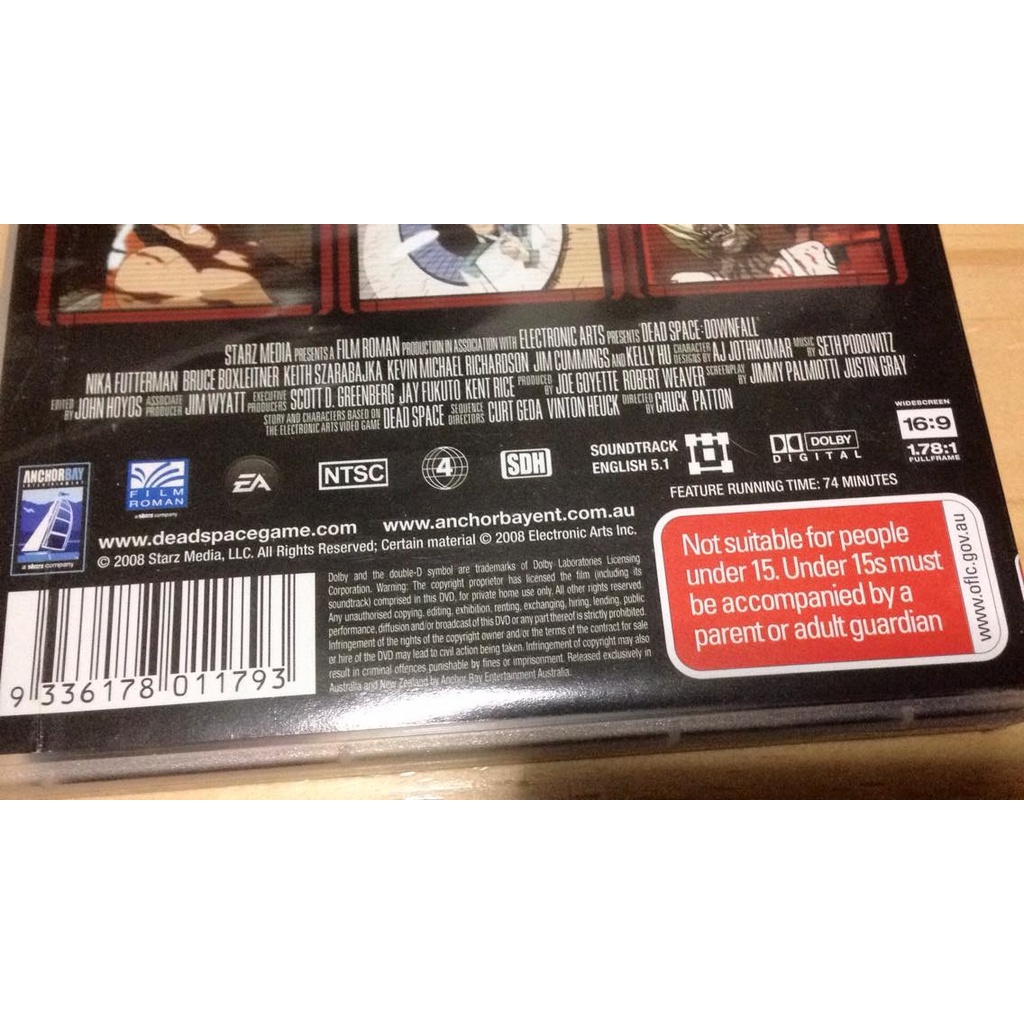 STARZ MEDIA PRESENTS A FILM ROMAN PRODUCTION IN ASSOCIATION WITH ELECTRONIC ARTS PRESENTS 'DEAD SPACE: DOWNFALL'
NIKA FUTTERMAN BRUCE BOXLEITNER KEITH SZARABAJKA KEVIN MICHAEL RICHARDSON JIM CUMMINGS AND KELLY HU CHARACTER DESIGNS BY A.J. JOTHIKUMAR MUSIC BY SETH PODOWITZ
EDITED BY JOHN HOYOS ASSOCIATE PRODUCER JIM WYATT EXECUTIVE PRODUCERS SCOTT D. GREENBERG JAY FUKUTO KENT RICE PRODUCED BY JOE GOYETTE ROBERT WEAVER SCREENPLAY BY JIMMY PALMIOTTI JUSTIN GRAY
STORY AND CHARACTERS BASED ON THE ELECTRONIC ARTS VIDEO GAME DEAD SPACE SEQUENCE DIRECTORS CURT GEDA VINTON HEUCK DIRECTED BY CHUCK PATTON
ANCHOR BAY
ENTERTAINMENT
a starz company
FILM
ROMAN
a starz company
EA
NTSC
4
SDH
SOUNDTRACK
ENGLISH 5.1
DOLBY
DIGITAL
WIDESCREEN
16:9
1.78:1
FULLFRAME
FEATURE RUNNING TIME: 74 MINUTES
www.deadspacegame.com www.anchorbayent.com.au
© 2008 Starz Media, LLC. All Rights Reserved; Certain material © 2008 Electronic Arts Inc.
Dolby and the double-D symbol are trademarks of Dolby Laboratories Licensing
Corporation. Warning: The copyright proprietor has licensed the film (including its
soundtrack) comprised in this DVD, for private home use only. All other rights reserved.
Any unauthorised copying, editing, exhibition, renting, exchanging, hiring, lending, public
performance, diffusion and/or broadcast of this DVD or any part thereof is strictly prohibited.
Infringement of the rights of the copyright owner and/or the terms of the contract for sale
or hire of the DVD may lead to civil action being taken. Infringement of copyright may also
result in criminal offences punishable by fines or imprisonment. Released exclusively in
Australia and New Zealand by Anchor Bay Entertainment Australia.
Not suitable for people
under 15. Under 15s must
be accompanied by a
parent or adult guardian
www.oflc.gov.au
9 336178 011793